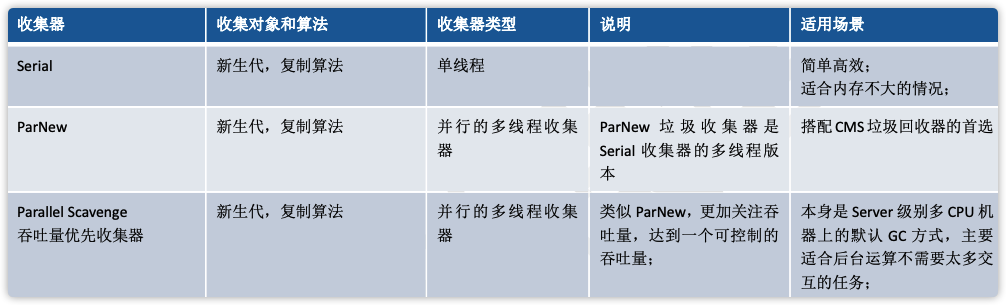 收集器 收集对象和算法 收集器类型 说明 适用场景
Serial 新生代，复制算法 单线程 简单高效；
适合内存不大的情况；
ParNew 新生代，复制算法 并行的多线程收集 ParNew 垃圾收集器是 搭配 CMS 垃圾回收器的首选
器 Serial 收集器的多线程版
本
Parallel Scavenge 新生代，复制算法 并行的多线程收集 类似 ParNew，更加关注吞 本身是 Server 级别多 CPU 机
吞吐量优先收集器 器 吐量，达到一个可控制的 器上的默认 GC 方式，主要
吞吐量； 适合后台运算不需要太多交
互的任务；